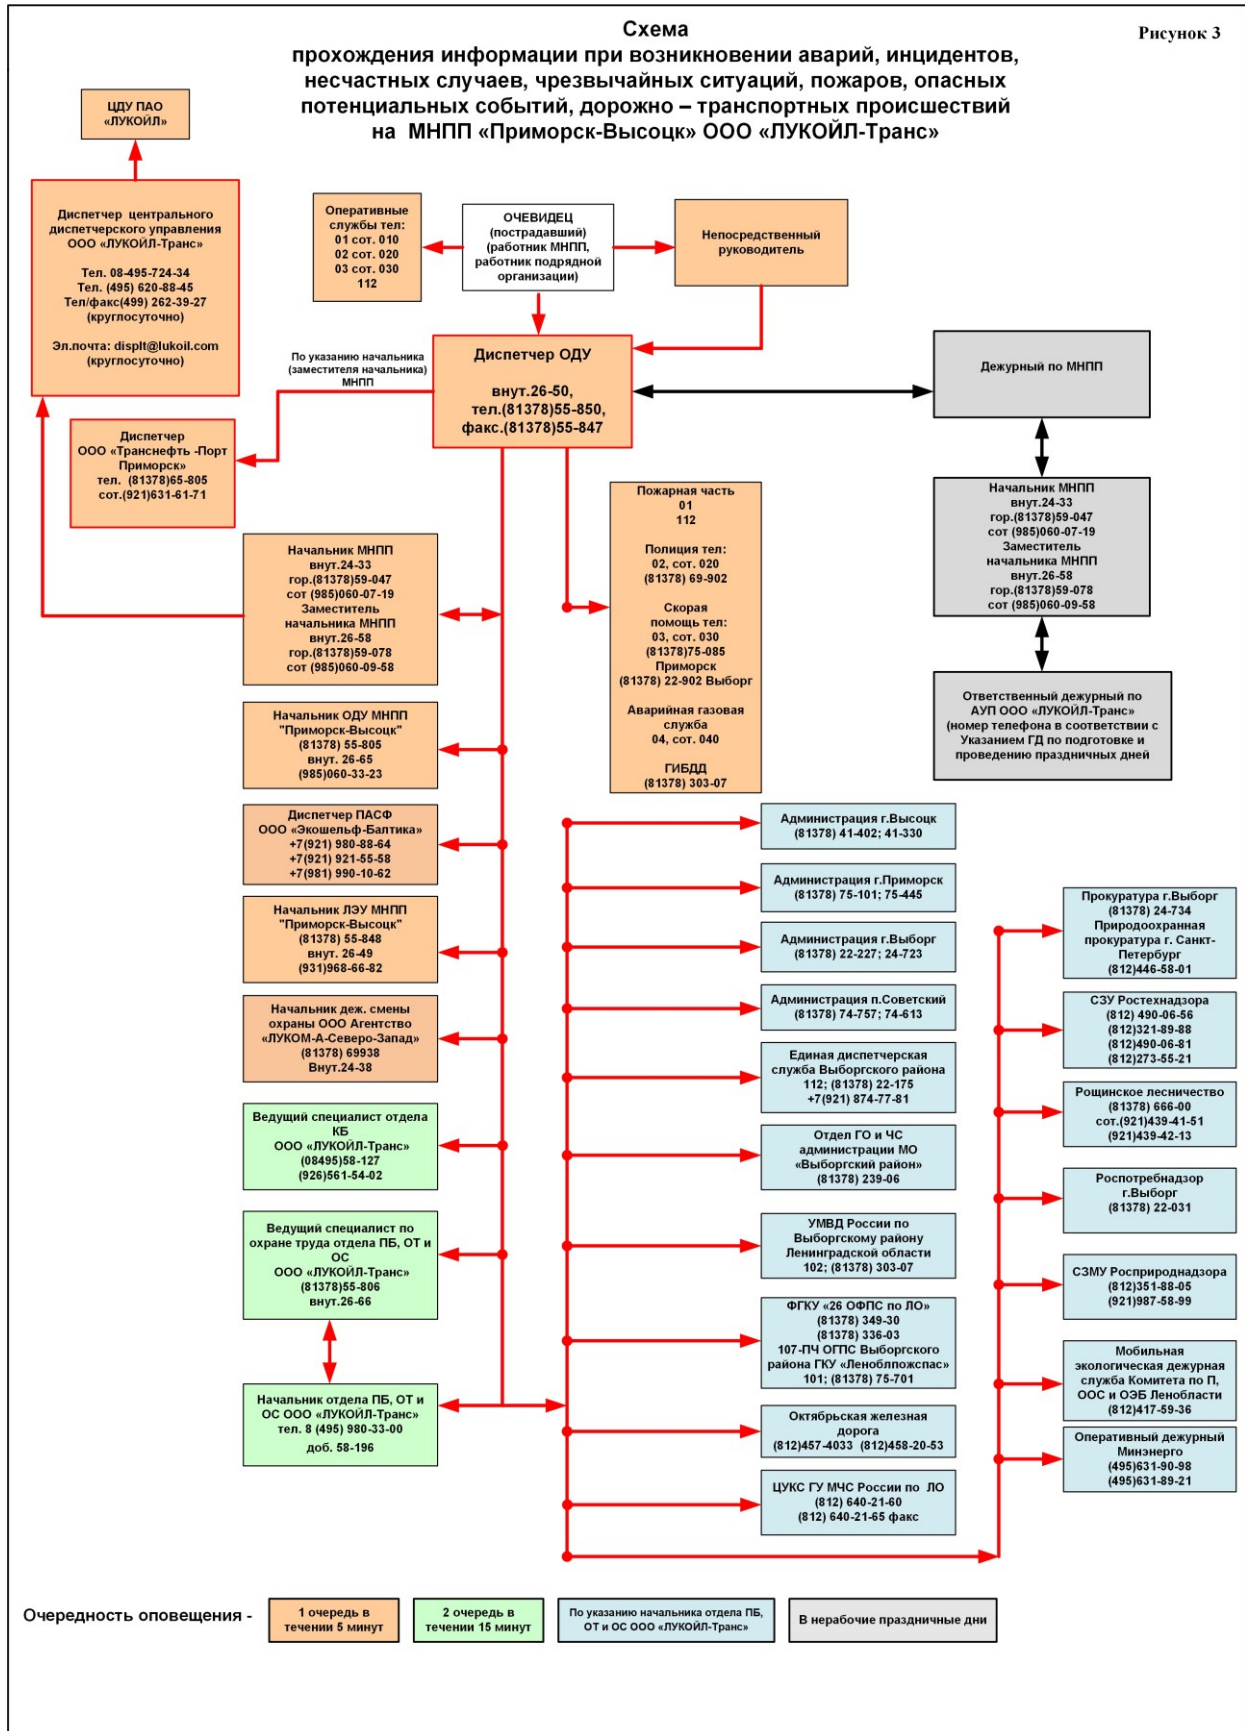 Схема
прохождения информации при возникновении аварий, инцидентов,
несчастных случаев, чрезвычайных ситуаций, пожаров, опасных
потенциальных событий, дорожно – транспортных происшествий
на МНПП «Приморск-Высоцк» ООО «ЛУКОЙЛ-Транс»
Рисунок 3
ЦДУ ПАО
«ЛУКОЙЛ»
Диспетчер центрального
диспетчерского управления
ООО «ЛУКОЙЛ-Транс»
Тел. 08-495-724-34
Тел. (495) 620-88-45
Тел/факс(499) 262-39-27
(круглосуточно)
Эл.почта: displt@lukoil.com
(круглосуточно)
Оперативные
службы тел:
01 сот. 010
02 сот. 020
03 сот. 030
112
ОЧЕВИДЕЦ
(пострадавший)
(работник МНПП,
работник подрядной
организации)
Непосредственный
руководитель
По указанию начальника
(заместителя начальника)
МНПП
Диспетчер ОДУ
внут.26-50,
тел.(81378)55-850,
факс.(81378)55-847
Дежурный по МНПП
Диспетчер
ООО «Транснефть -Порт
Приморск»
тел. (81378)65-805
сот.(921)631-61-71
Начальник МНПП
внут.24-33
гор.(81378)59-047
сот (985)060-07-19
Заместитель
начальника МНПП
внут.26-58
гор.(81378)59-078
сот (985)060-09-58
Пожарная часть
01
112
Полиция тел:
02, сот. 020
(81378) 69-902
Скорая
помощь тел:
03, сот. 030
(81378)75-085
Приморск
(81378) 22-902 Выборг
Аварийная газовая
служба
04, сот. 040
ГИБДД
(81378) 303-07
Начальник МНПП
внут.24-33
гор.(81378)59-047
сот (985)060-07-19
Заместитель
начальника МНПП
внут.26-58
гор.(81378)59-078
сот (985)060-09-58
Ответственный дежурный по
АУП ООО «ЛУКОЙЛ-Транс»
(номер телефона в соответствии с
Указанием ГД по подготовке и
проведению праздничных дней
Начальник ОДУ МНПП
"Приморск-Высоцк"
(81378) 55-805
внут. 26-65
(985)060-33-23
Диспетчер ПАСФ
ООО «Экошельф-Балтика»
+7(921) 980-88-64
+7(921) 921-55-58
+7(981) 990-10-62
Начальник ЛЭУ МНПП
"Приморск-Высоцк"
(81378) 55-848
внут. 26-49
(931)968-66-82
Начальник деж. смены
охраны ООО Агентство
«ЛУКОМ-А-Северо-Запад»
(81378) 69938
Внут.24-38
Ведущий специалист отдела
КБ
ООО «ЛУКОЙЛ-Транс»
(08495)58-127
(926)561-54-02
Ведущий специалист по
охране труда отдела ПБ, ОТ и
ОС
ООО «ЛУКОЙЛ-Транс»
(81378)55-806
внут.26-66
Начальник отдела ПБ, ОТ и
ОС ООО «ЛУКОЙЛ-Транс»
тел. 8 (495) 980-33-00
доб. 58-196
Администрация г.Высоцк
(81378) 41-402; 41-330
Администрация г.Приморск
(81378) 75-101; 75-445
Администрация г.Выборг
(81378) 22-227; 24-723
Администрация п.Советский
(81378) 74-757; 74-613
Единая диспетчерская
служба Выборгского района
112; (81378) 22-175
+7(921) 874-77-81
Отдел ГО и ЧС
администрации МО
«Выборгский район»
(81378) 239-06
УМВД России по
Выборгскому району
Ленинградской области
102; (81378) 303-07
ФГКУ «26 ОФПС по ЛО»
(81378) 349-30
(81378) 336-03
107-ПЧ ОГПС Выборгского
района ГКУ «Леноблпожспас»
101; (81378) 75-701
Октябрьская железная
дорога
(812)457-4033 (812)458-20-53
ЦУКС ГУ МЧС России по ЛО
(812) 640-21-60
(812) 640-21-65 факс
Прокуратура г.Выборг
(81378) 24-734
Природоохранная
прокуратура г. Санкт-
Петербург
(812)446-58-01
СЗУ Ростехнадзора
(812) 490-06-56
(812)321-89-88
(812)490-06-81
(812)273-55-21
Рощинское лесничество
(81378) 666-00
сот.(921)439-41-51
(921)439-42-13
Роспотребнадзор
г.Выборг
(81378) 22-031
СЗМУ Росприроднадзора
(812)351-88-05
(921)987-58-99
Мобильная
экологическая дежурная
служба Комитета по П,
ООС и ОЭБ Ленобласти
(812)417-59-36
Оперативный дежурный
Минэнерго
(495)631-90-98
(495)631-89-21
Очередность оповещения -
1 очередь в
течении 5 минут
2 очередь в
течении 15 минут
По указанию начальника отдела ПБ,
ОТ и ОС ООО «ЛУКОЙЛ-Транс»
В нерабочие праздничные дни